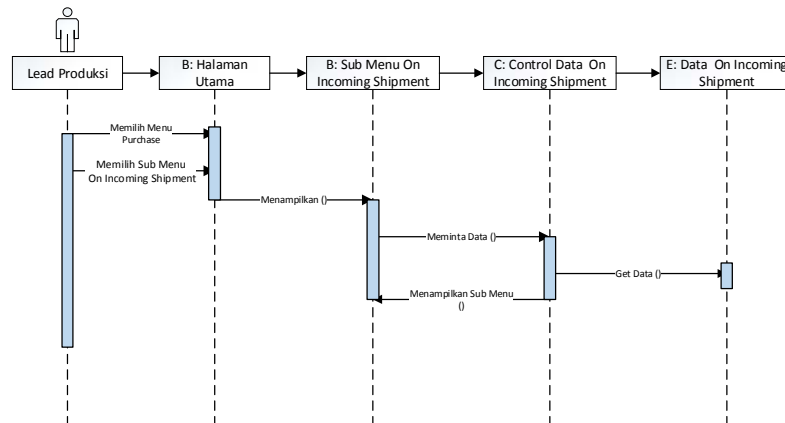 Lead Produksi
B: Halaman
Utama
B: Sub Menu On
Incoming Shipment
C: Control Data On
Incoming Shipment
E: Data On Incoming
Shipment
Memilih Menu
Purchase
Memilih Sub Menu
On Incoming Shipment
Menampilkan ()
Meminta Data ()
Get Data ()
Menampilkan Sub Menu
()